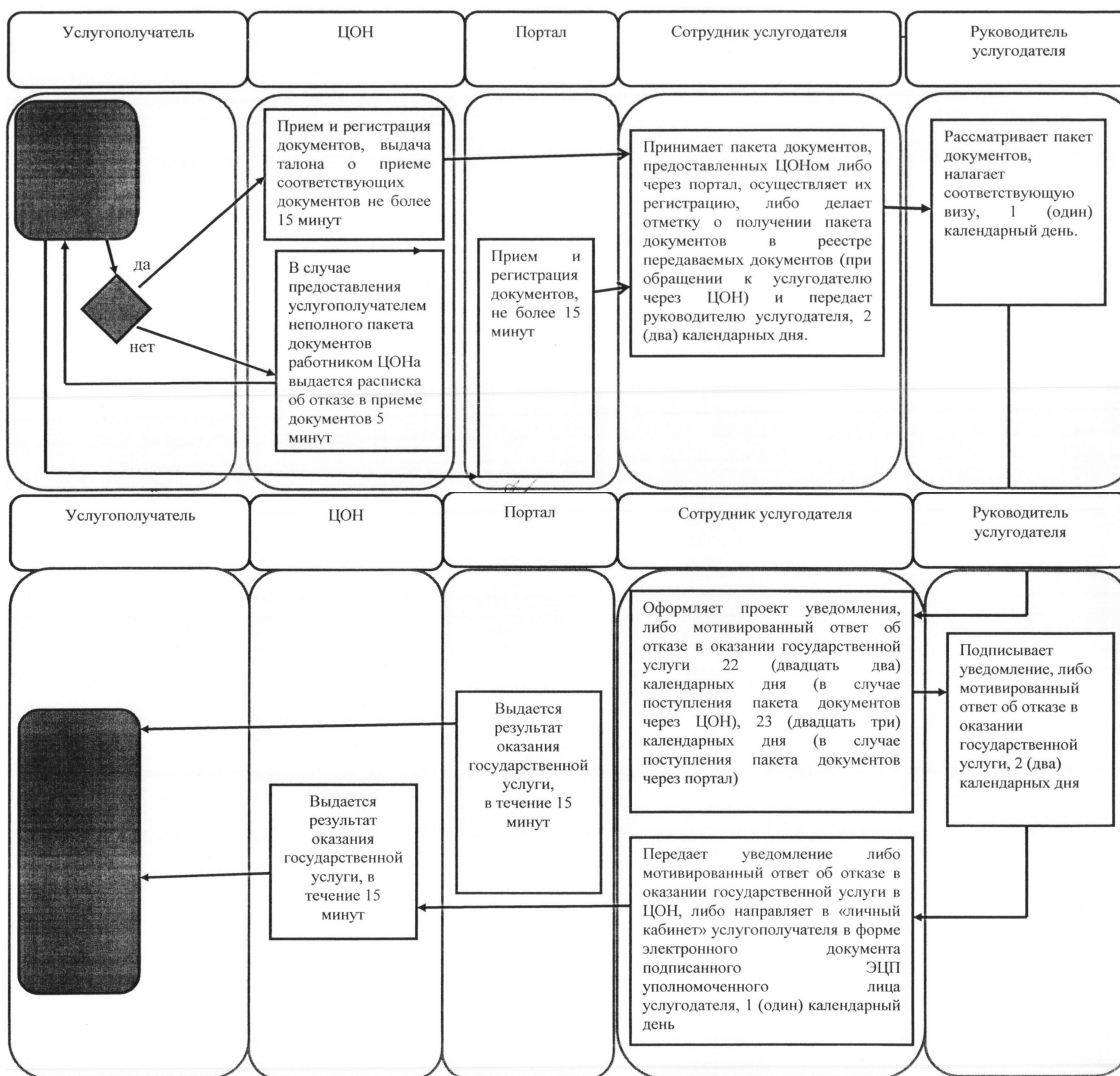 Услугополучатель
ЦОН
Портал
Сотрудник услугодателя
Руководитель
услугодателя
Прием и регистрация
документов, выдача
талона о приеме
соответствующих
документов не более
15 минут
да
нет
В случае
предоставления
услугополучателем
неполного пакета
документов
работником ЦОНа
выдается расписка
об отказе в приеме
документов 5
минут
Прием и
регистрация
документов,
не более 15
минут
Принимает пакета документов,
предоставленных ЦОНом либо
через портал, осуществляет их
регистрацию, либо делает
отметку о получении пакета
документов в реестре
передаваемых документов (при
обращении к услугодателю
через ЦОН) и передает
руководителю услугодателя, 2
(два) календарных дня.
Рассматривает пакет
документов,
налагает
соответствующую
визу, 1 (один)
календарный день.
Услугополучатель
ЦОН
Портал
Сотрудник услугодателя
Руководитель
услугодателя
Выдается
результат
оказания
государственной
услуги, в
течение 15
минут
Выдается
результат
оказания
государственной
услуги,
в течение 15
минут
Оформляет проект уведомления,
либо мотивированный ответ об
отказе в оказании государственной
услуги 22 (двадцать два)
календарных дня (в случае
поступления пакета документов
через ЦОН), 23 (двадцать три)
календарных дня (в случае
поступления пакета документов
через портал)
Подписывает
уведомление, либо
мотивированный
ответ об отказе в
оказании
государственной
услуги, 2 (два)
календарных дня
Передает уведомление либо
мотивированный ответ об отказе в
оказании государственной услуги в
ЦОН, либо направляет в «личный
кабинет» услугополучателя в форме
электронного документа
подписанного ЭЦП
уполномоченного лица
услугодателя, 1 (один) календарный
день